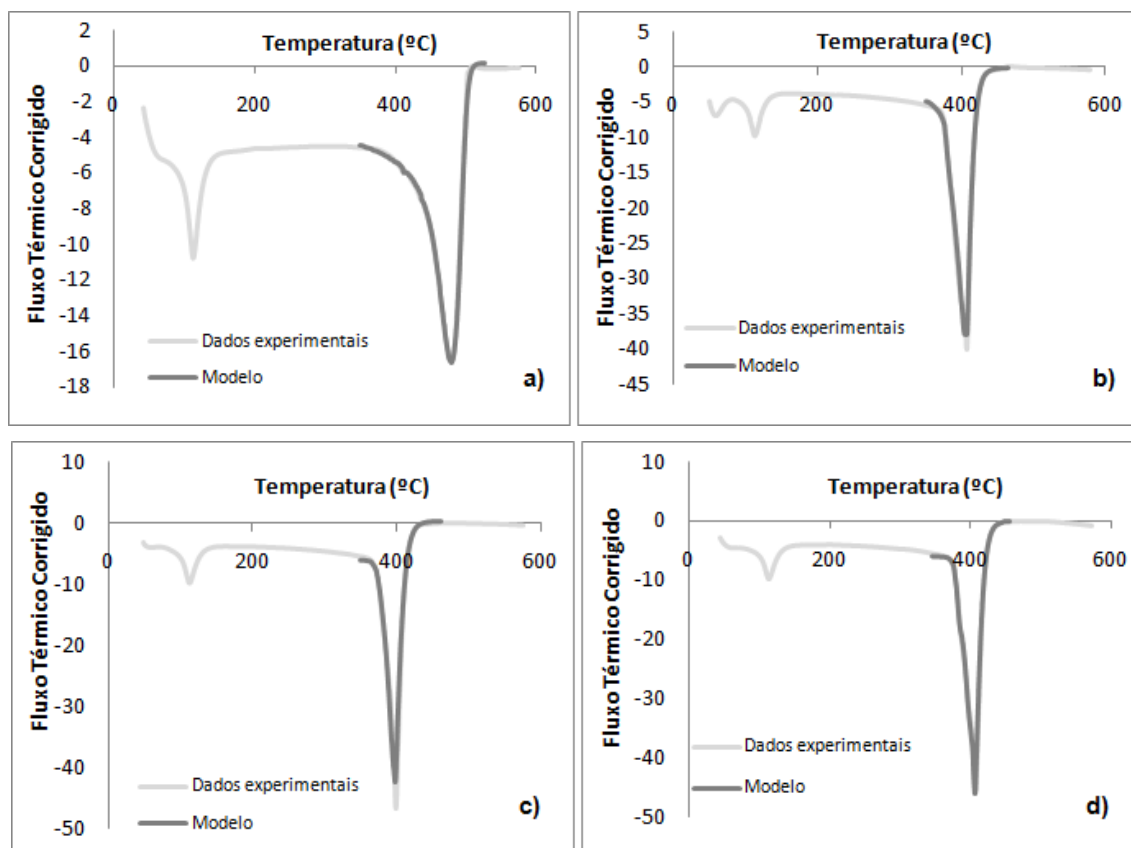 2
Temperatura (ºC)
0
0
200
400
600
-2
-4
-6
-8
-10
-12
-14
-16
-18
Fluxo Térmico Corrigido
Dados experimentais
Modelo
a)
5
Temperatura (ºC)
0
0
200
400
600
-5
-10
-15
-20
-25
-30
-35
-40
-45
Fluxo Térmico Corrigido
Dados experimentais
Modelo
b)
10
Temperatura (ºC)
0
0
200
400
600
-10
-20
-30
-40
-50
Fluxo Térmico Corrigido
Dados experimentais
Modelo
c)
10
Temperatura (ºC)
0
0
200
400
600
-10
-20
-30
-40
-50
Fluxo Térmico Corrigido
Dados experimentais
Modelo
d)